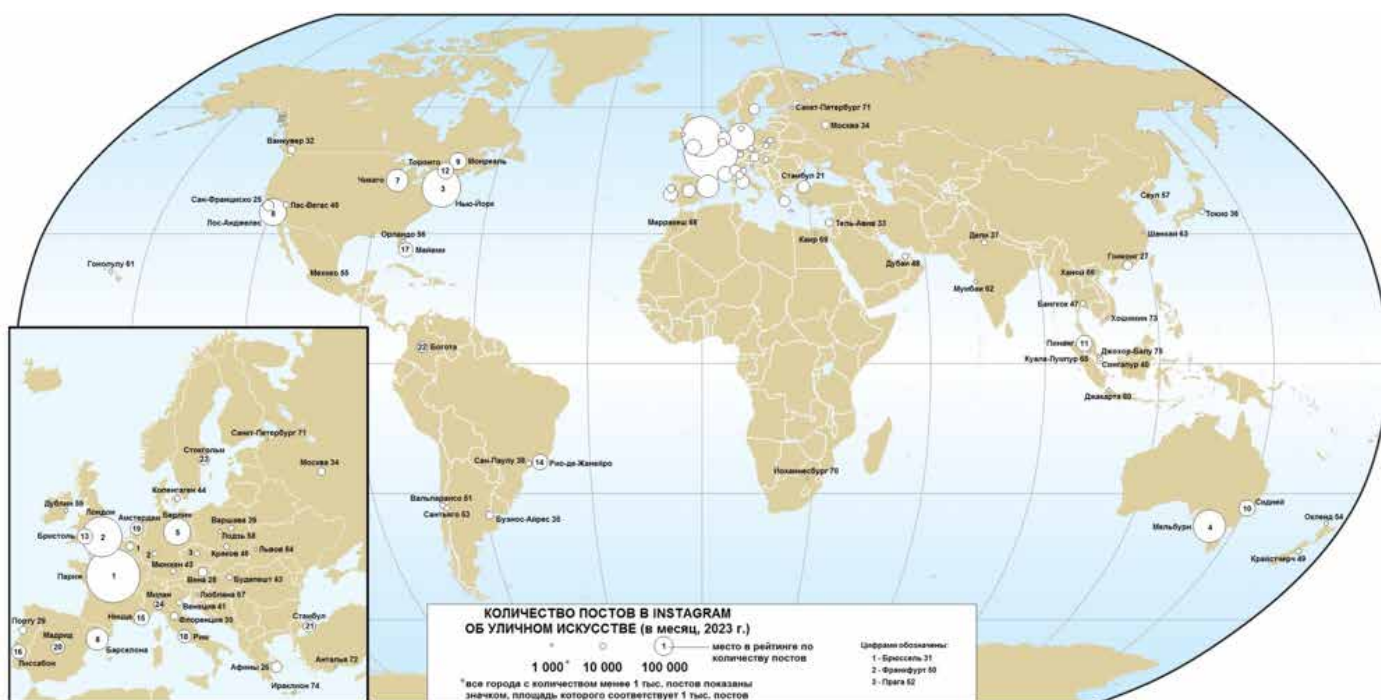 Санкт-Петербург 71
Москва 34
Ванкувер 32
Торонто
9
Монреаль
12
Чикаго
7
3
Нью-Йорк
Сан-Франциско 25
Лас-Вегас 45
6
Лос-Анджелес
Орландо 56
17
Майами
Гонолулу 61
Мехико 55
Стамбул 21
Марракеш 66
Тель-Авив 33
Каир 69
Дубай 48
Дели 37
Мумбаи 62
Сеул 57
Токио 36
Шанхай 63
Гонконг 27
Ханой 66
Бангкок 47
Хошимин 73
Пенанг
11
Джохор-Бару 75
Куала-Лумпур 65
Сингапур 40
Джакарта 60
22
Богота
Сан-Паулу 38
14
Рио-де-Жанейро
Йоханнесбург 70
Вальпараисо 51
Сантьяго 53
Буэнос-Айрес 35
Сидней
10
Мельбурн
4
Окленд 54
Крайстчерч 49
Санкт-Петербург 71
Стокгольм
23
Москва 34
Копенгаген 44
Дублин 59
Лондон
Амстердам
Берлин
19
Варшава 39
Бристоль
13
2
5
Лодзь 58
1
2
3
Краков 46
Львов 64
Мюнхен 43
Париж
1
Вена 28
Будапешт 42
Милан
24
Любляна 67
Венеция 41
Ницца
15
Флоренция 30
Стамбул
21
Порту 29
Мадрид
20
8
18
Рим
16
Лиссабон
Барселона
Афины 26
Анталья 72
Ираклион 74
КОЛИЧЕСТВО ПОСТОВ В INSTAGRAM
ОБ УЛИЧНОМ ИСКУССТВЕ (в месяц, 2023 г.)
1
место в рейтинге по
количеству постов
1 000* 10 000 100 000
*все города с количеством менее 1 тыс. постов показаны
значком, площадь которого соответствует 1 тыс. постов
Цифрами обозначены:
1 - Брюссель 31
2 - Франкфурт 50
3 - Прага 52